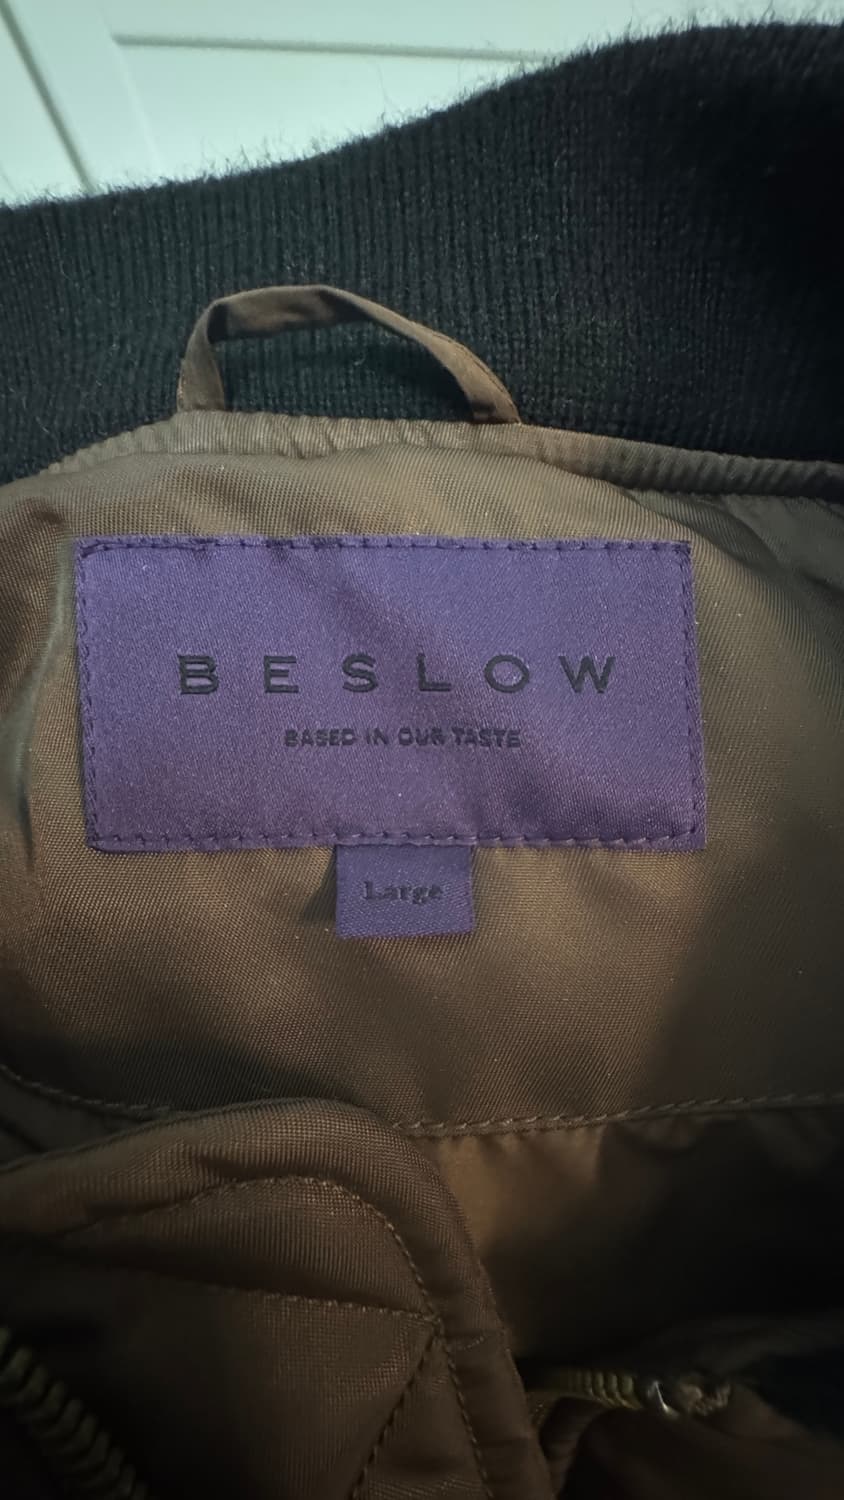 BESLOW
BASED IN OUR TASTE
Large